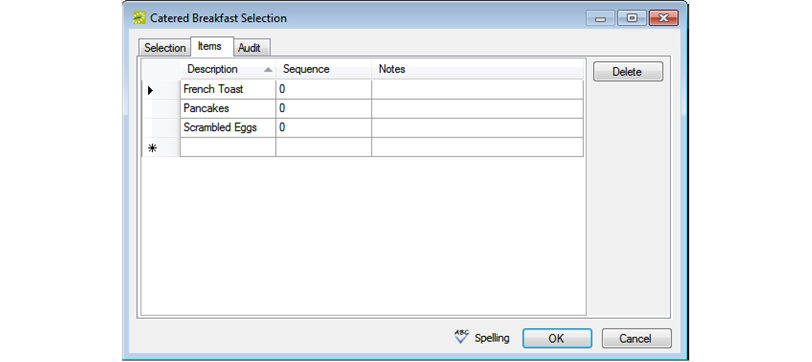 Catered Breakfast Selection
Selection Items Audit
Description Sequence Notes
Delete
French Toast 0
Pancakes 0
Scrambled Eggs 0
ABC Spelling OK Cancel